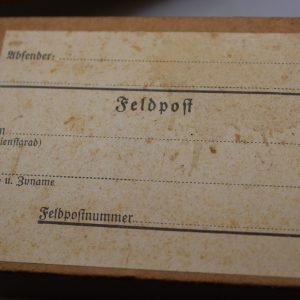 Absender:
Feldpost
n
ienstgrad)
u. Zuname
Feldpostnummer